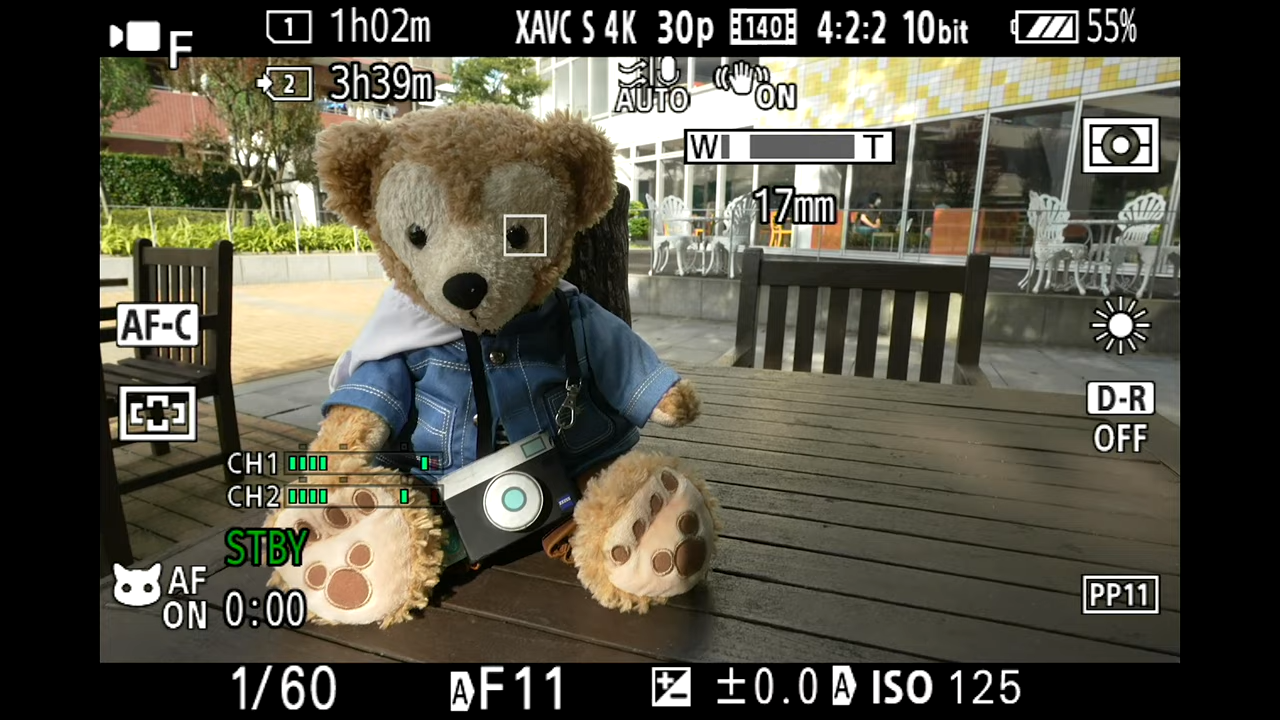 F 1 1h02m XAVC S 4K 30p 140 4:2:2 10bit 55%
2 3h39m AUTO ON
W T
17mm
AF-C
D-R
OFF
CH1
CH2
STBY
AF
ON 0:00
PP11
1/60 A F11 ±0.0 A ISO 125